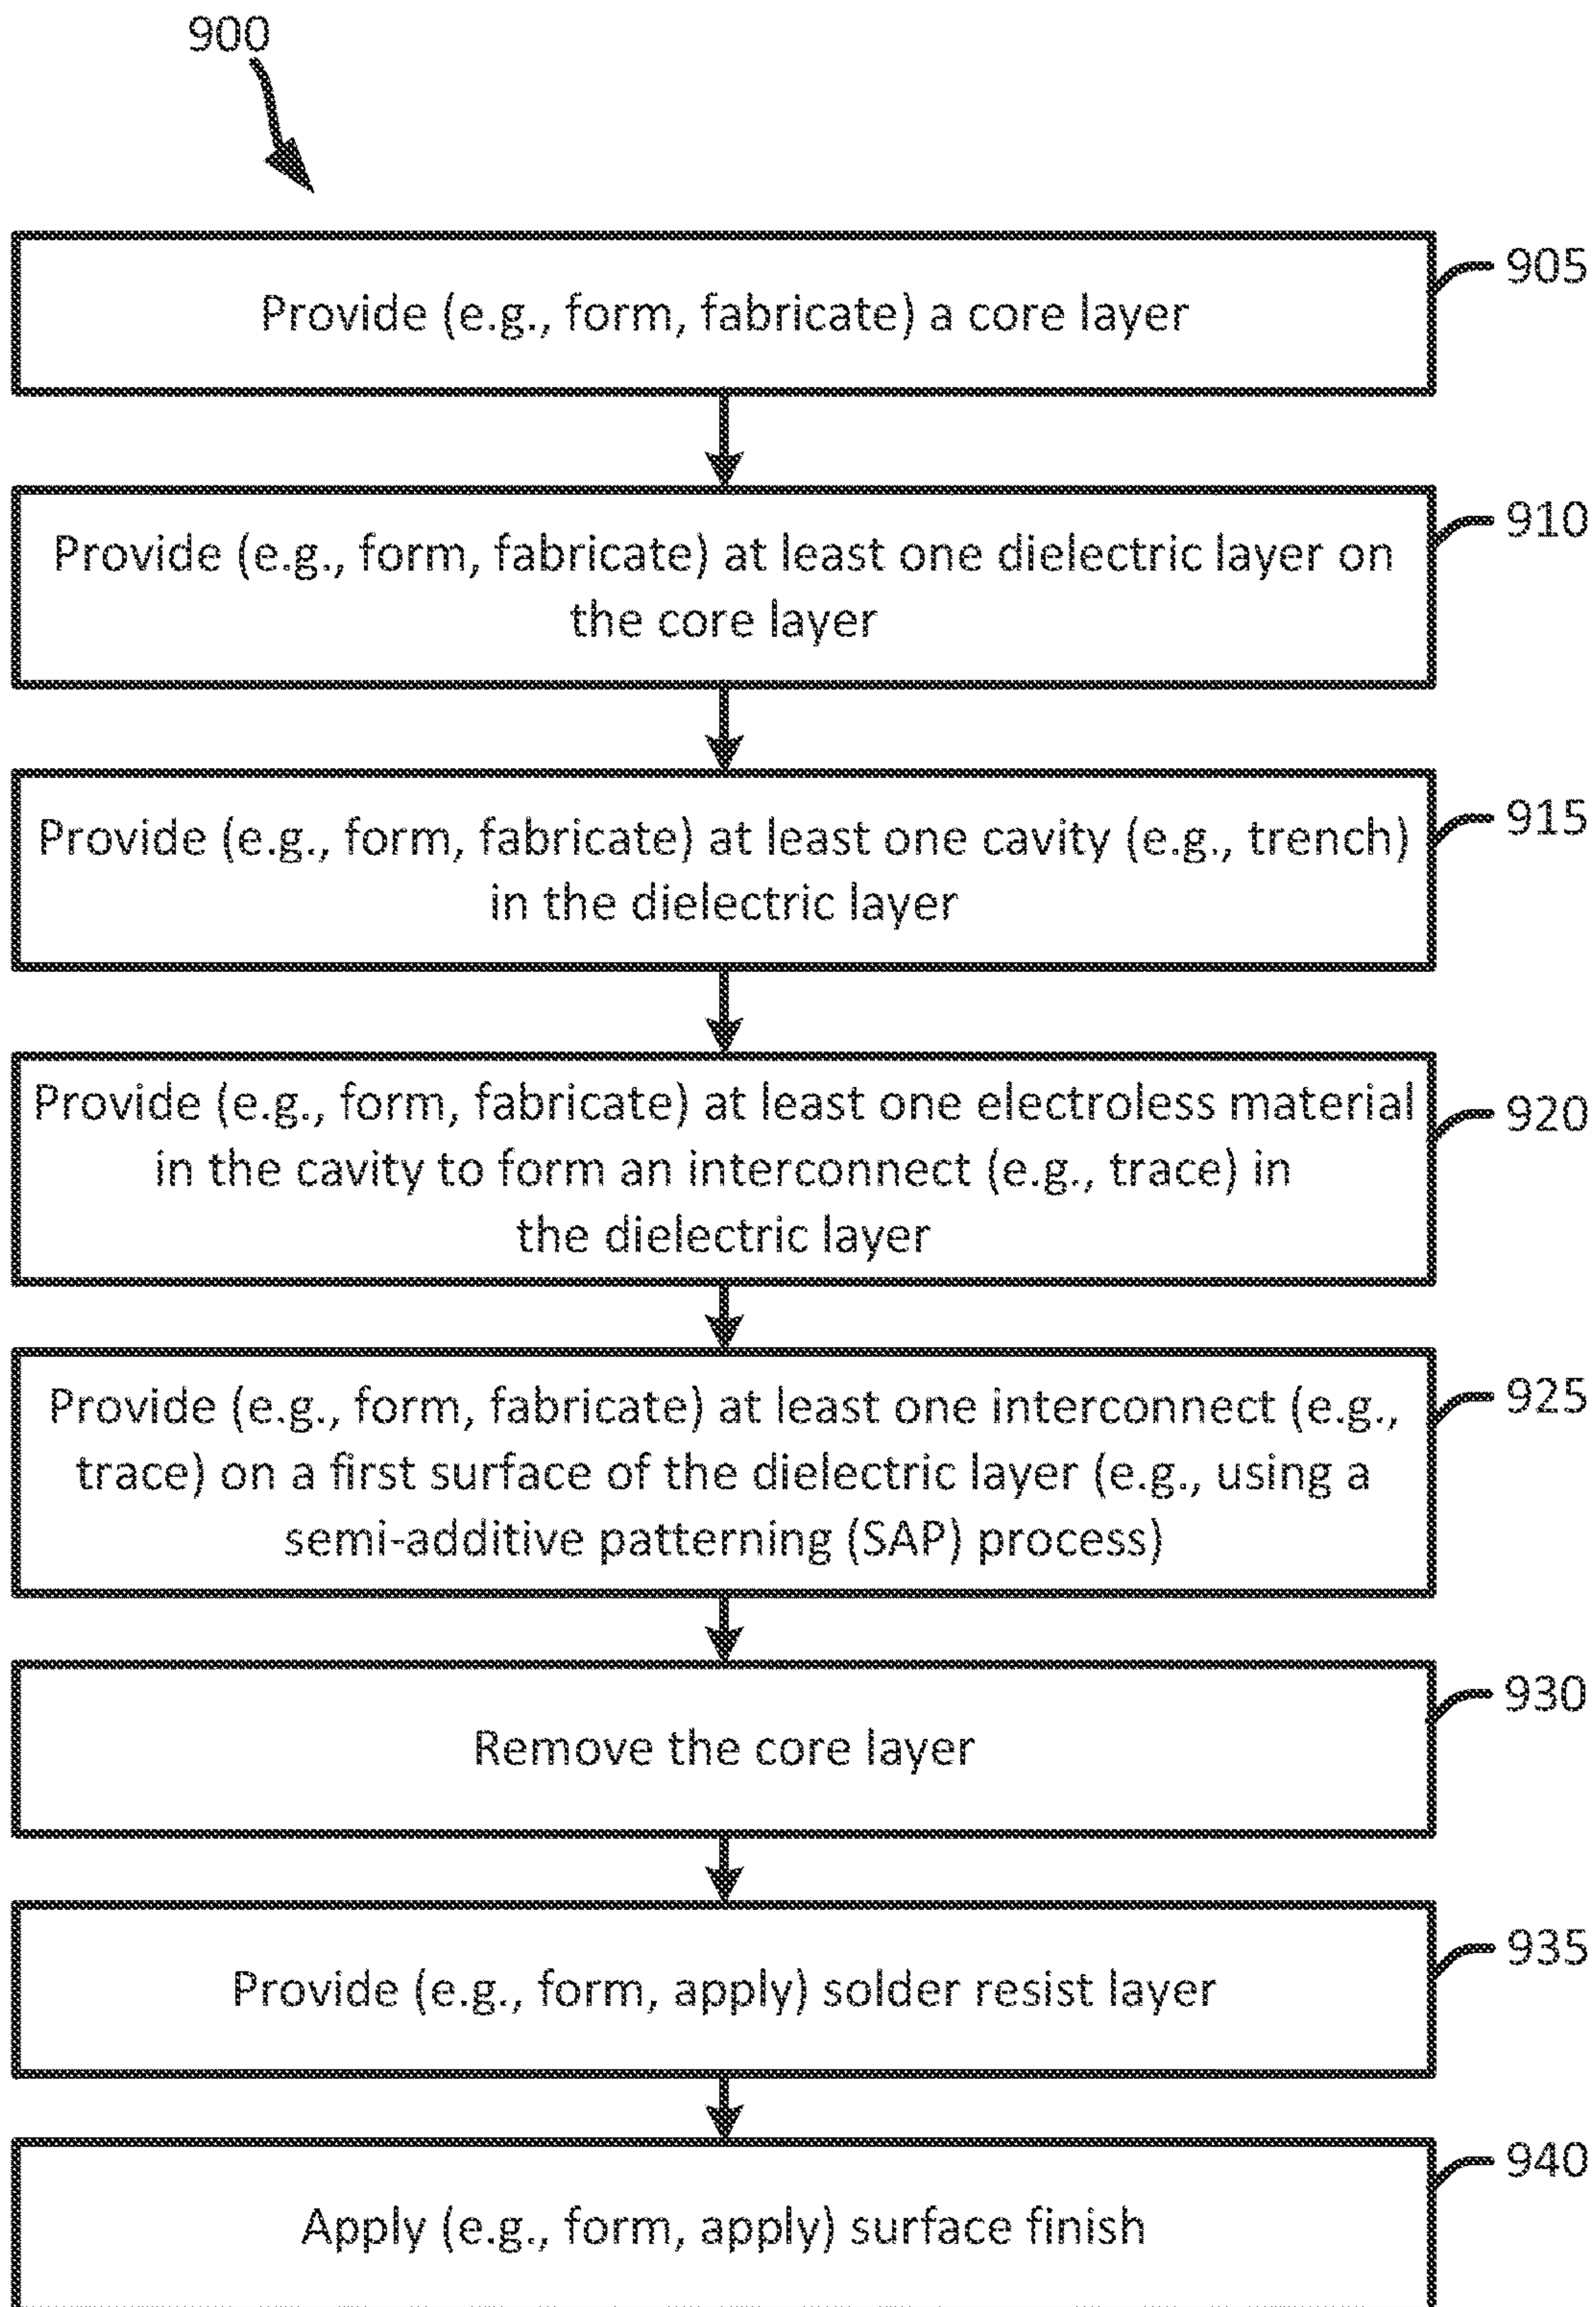 900
Provide (e.g., form, fabricate) a core layer
905
Provide (e.g., form, fabricate) at least one dielectric layer on
the core layer
910
Provide (e.g., form, fabricate) at least one cavity (e.g., trench)
in the dielectric layer
915
Provide (e.g., form, fabricate) at least one electroless material
in the cavity to form an interconnect (e.g., trace) in
the dielectric layer
920
Provide (e.g., form, fabricate) at least one interconnect (e.g.,
trace) on a first surface of the dielectric layer (e.g., using a
semi-additive patterning (SAP) process)
925
Remove the core layer
930
Provide (e.g., form, apply) solder resist layer
935
Apply (e.g., form, apply) surface finish
940